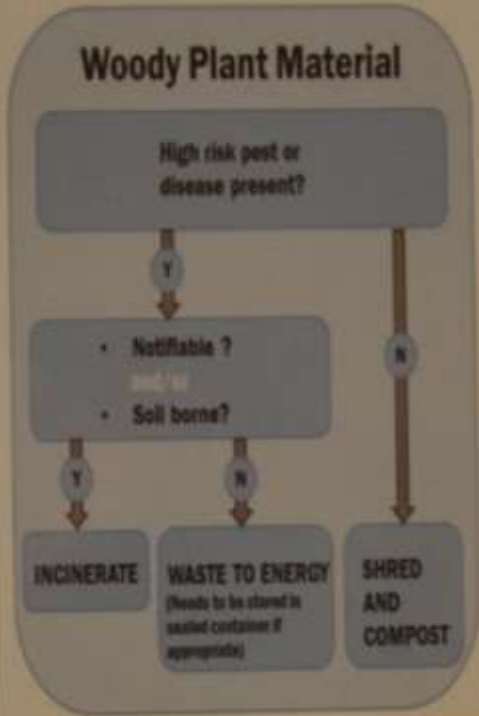 Woody Plant Material
High risk pest or
disease present?
Y
N
• Notifiable ?
and/or
• Soil borne?
Y
N
INCINERATE
WASTE TO ENERGY
(Needs to be stored in
sealed container if
appropriate)
SHRED
AND
COMPOST